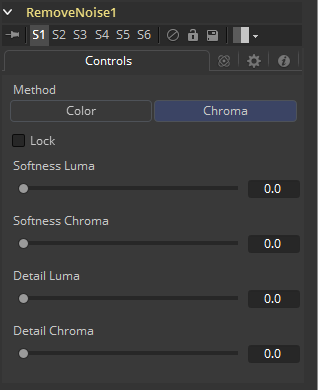 RemoveNoise1
S1 S2 S3 S4 S5 S6
Controls
Method
Color Chroma
Lock
Softness Luma
0.0
Softness Chroma
0.0
Detail Luma
0.0
Detail Chroma
0.0